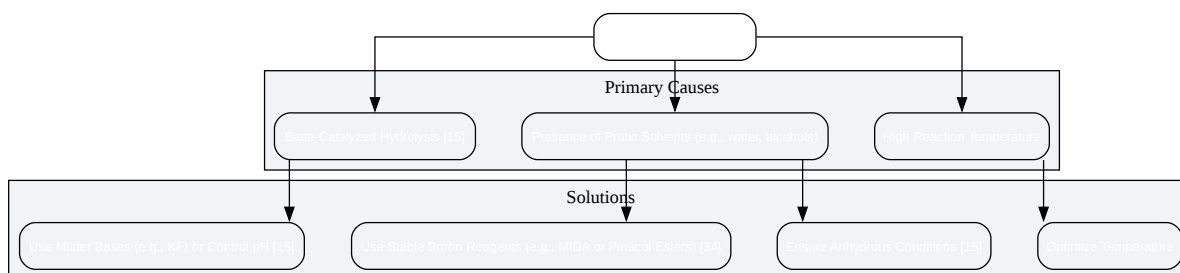 Primary Causes
Base-Catalyzed Hydrolysis [15]
Presence of Protic Solvents (e.g., water, alcohols)
High Reaction Temperature
Solutions
Use Milder Bases (e.g., KF) or Control pH [15]
Use Stable Boron Reagents (e.g., MIDA or Pinacol Esters) [34]
Ensure Anhydrous Conditions [15]
Optimize Temperature